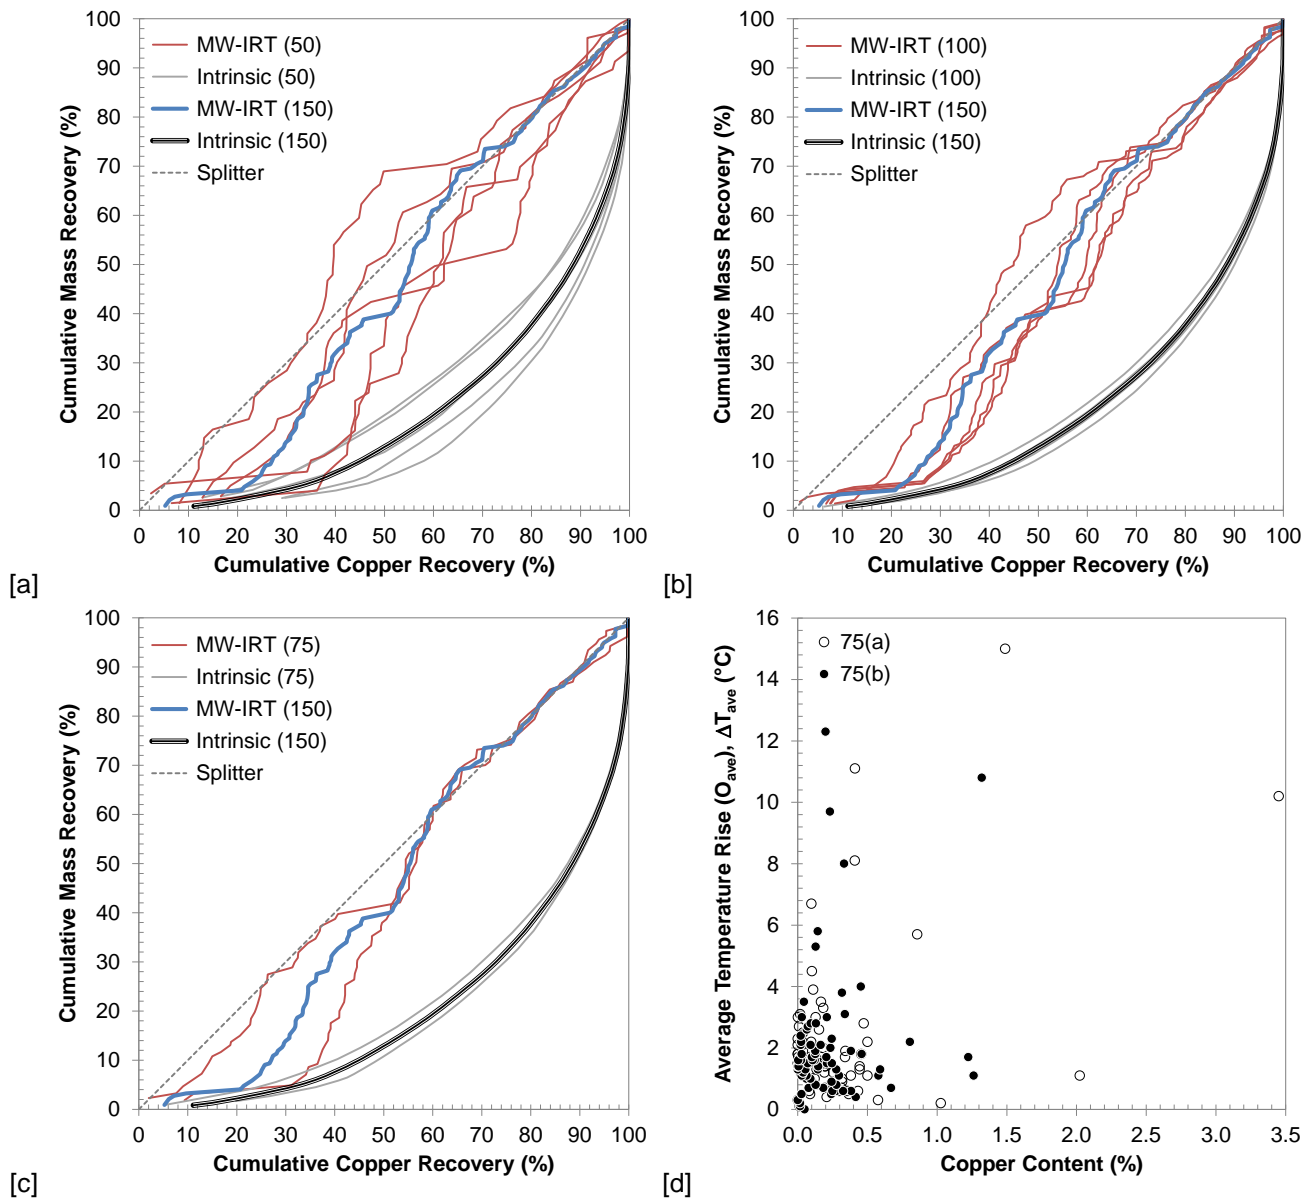 100
90
80
70
60
50
40
30
20
10
0
Cumulative Mass Recovery (%)
MW-IRT (50)
Intrinsic (50)
MW-IRT (150)
Intrinsic (150)
Splitter
0 10 20 30 40 50 60 70 80 90 100
Cumulative Copper Recovery (%)
[a]
100
90
80
70
60
50
40
30
20
10
0
Cumulative Mass Recovery (%)
MW-IRT (100)
Intrinsic (100)
MW-IRT (150)
Intrinsic (150)
Splitter
0 10 20 30 40 50 60 70 80 90 100
Cumulative Copper Recovery (%)
[b]
100
90
80
70
60
50
40
30
20
10
0
Cumulative Mass Recovery (%)
MW-IRT (75)
Intrinsic (75)
MW-IRT (150)
Intrinsic (150)
Splitter
0 10 20 30 40 50 60 70 80 90 100
Cumulative Copper Recovery (%)
[c]
16
14
12
10
8
6
4
2
0
Average Temperature Rise (Oave), ΔTave (°C)
75(a)
75(b)
0.0 0.5 1.0 1.5 2.0 2.5 3.0 3.5
Copper Content (%)
[d]